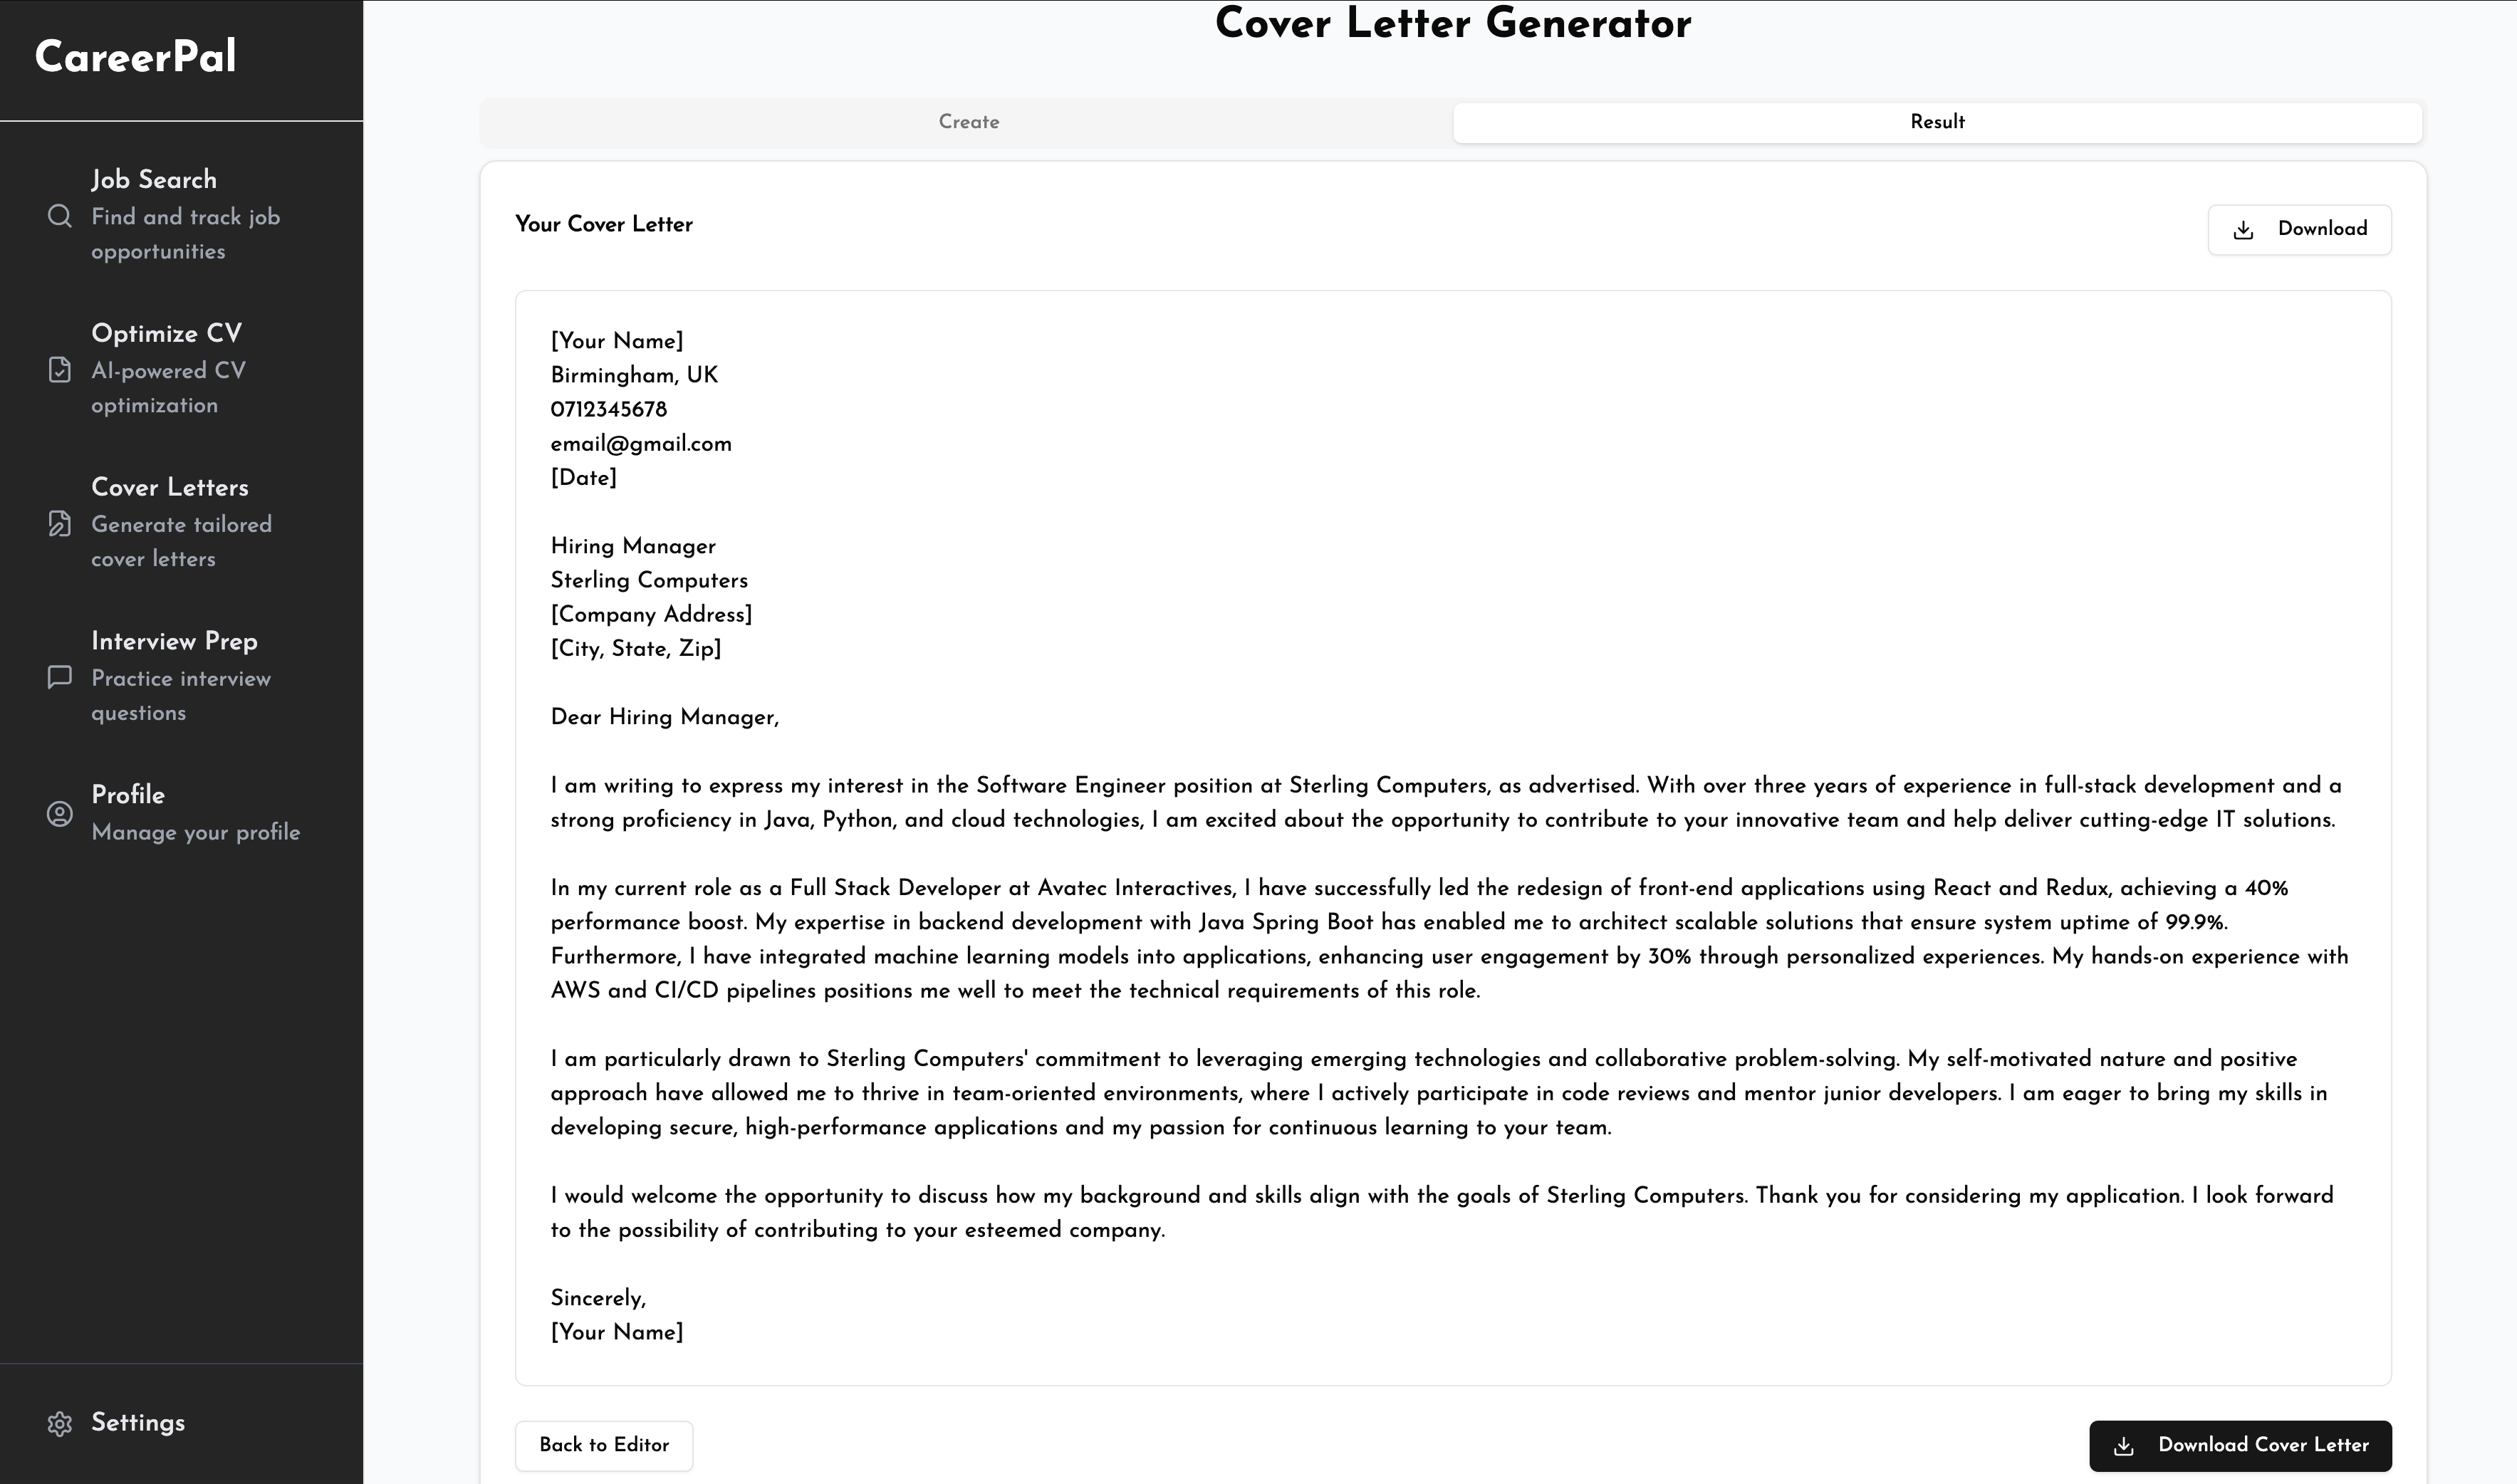 CareerPal
Job Search
Find and track job
opportunities
Optimize CV
AI-powered CV
optimization
Cover Letters
Generate tailored
cover letters
Interview Prep
Practice interview
questions
Profile
Manage your profile
Settings
Cover Letter Generator
Create
Result
Your Cover Letter
Download
[Your Name]
Birmingham, UK
0712345678
email@gmail.com
[Date]
Hiring Manager
Sterling Computers
[Company Address]
[City, State, Zip]
Dear Hiring Manager,
I am writing to express my interest in the Software Engineer position at Sterling Computers, as advertised. With over three years of experience in full-stack development and a
strong proficiency in Java, Python, and cloud technologies, I am excited about the opportunity to contribute to your innovative team and help deliver cutting-edge IT solutions.
In my current role as a Full Stack Developer at Avatec Interactives, I have successfully led the redesign of front-end applications using React and Redux, achieving a 40%
performance boost. My expertise in backend development with Java Spring Boot has enabled me to architect scalable solutions that ensure system uptime of 99.9%.
Furthermore, I have integrated machine learning models into applications, enhancing user engagement by 30% through personalized experiences. My hands-on experience with
AWS and CI/CD pipelines positions me well to meet the technical requirements of this role.
I am particularly drawn to Sterling Computers' commitment to leveraging emerging technologies and collaborative problem-solving. My self-motivated nature and positive
approach have allowed me to thrive in team-oriented environments, where I actively participate in code reviews and mentor junior developers. I am eager to bring my skills in
developing secure, high-performance applications and my passion for continuous learning to your team.
I would welcome the opportunity to discuss how my background and skills align with the goals of Sterling Computers. Thank you for considering my application. I look forward
to the possibility of contributing to your esteemed company.
Sincerely,
[Your Name]
Back to Editor
Download Cover Letter